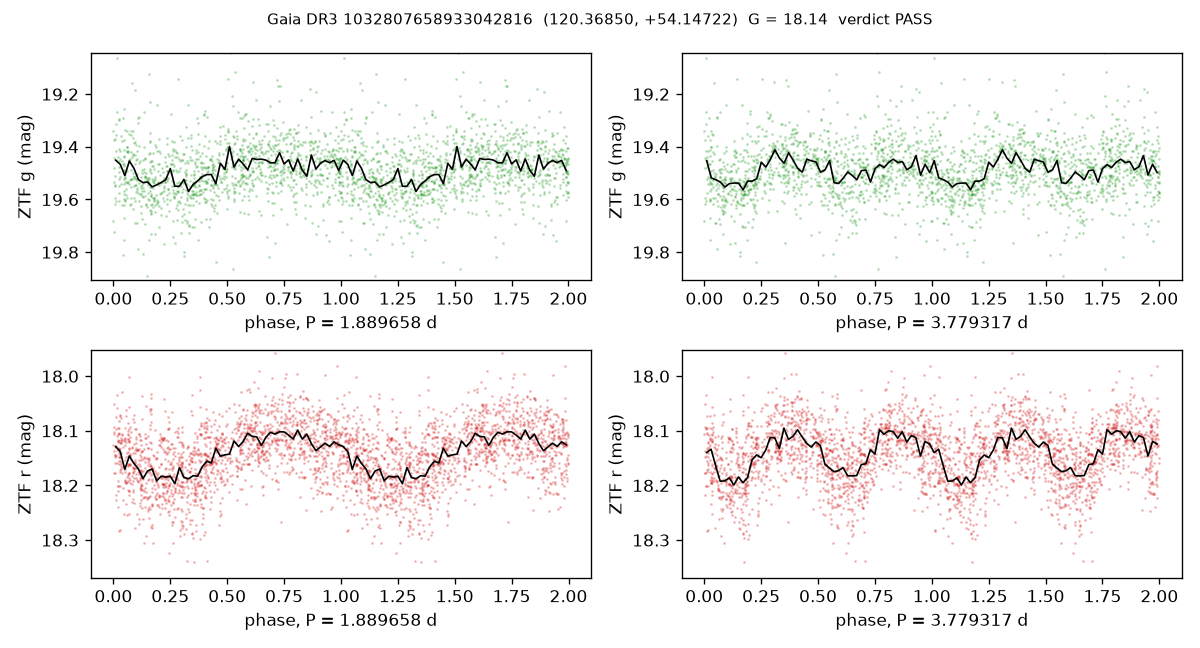 Gaia DR3 1032807658933042816 (120.36850, +54.14722) G = 18.14 verdict PASS
ZTF g (mag)
19.2
19.4
19.6
19.8
0.00 0.25 0.50 0.75 1.00 1.25 1.50 1.75 2.00
phase, P = 1.889658 d
ZTF g (mag)
19.2
19.4
19.6
19.8
0.00 0.25 0.50 0.75 1.00 1.25 1.50 1.75 2.00
phase, P = 3.779317 d
ZTF r (mag)
18.0
18.1
18.2
18.3
0.00 0.25 0.50 0.75 1.00 1.25 1.50 1.75 2.00
phase, P = 1.889658 d
ZTF r (mag)
18.0
18.1
18.2
18.3
0.00 0.25 0.50 0.75 1.00 1.25 1.50 1.75 2.00
phase, P = 3.779317 d